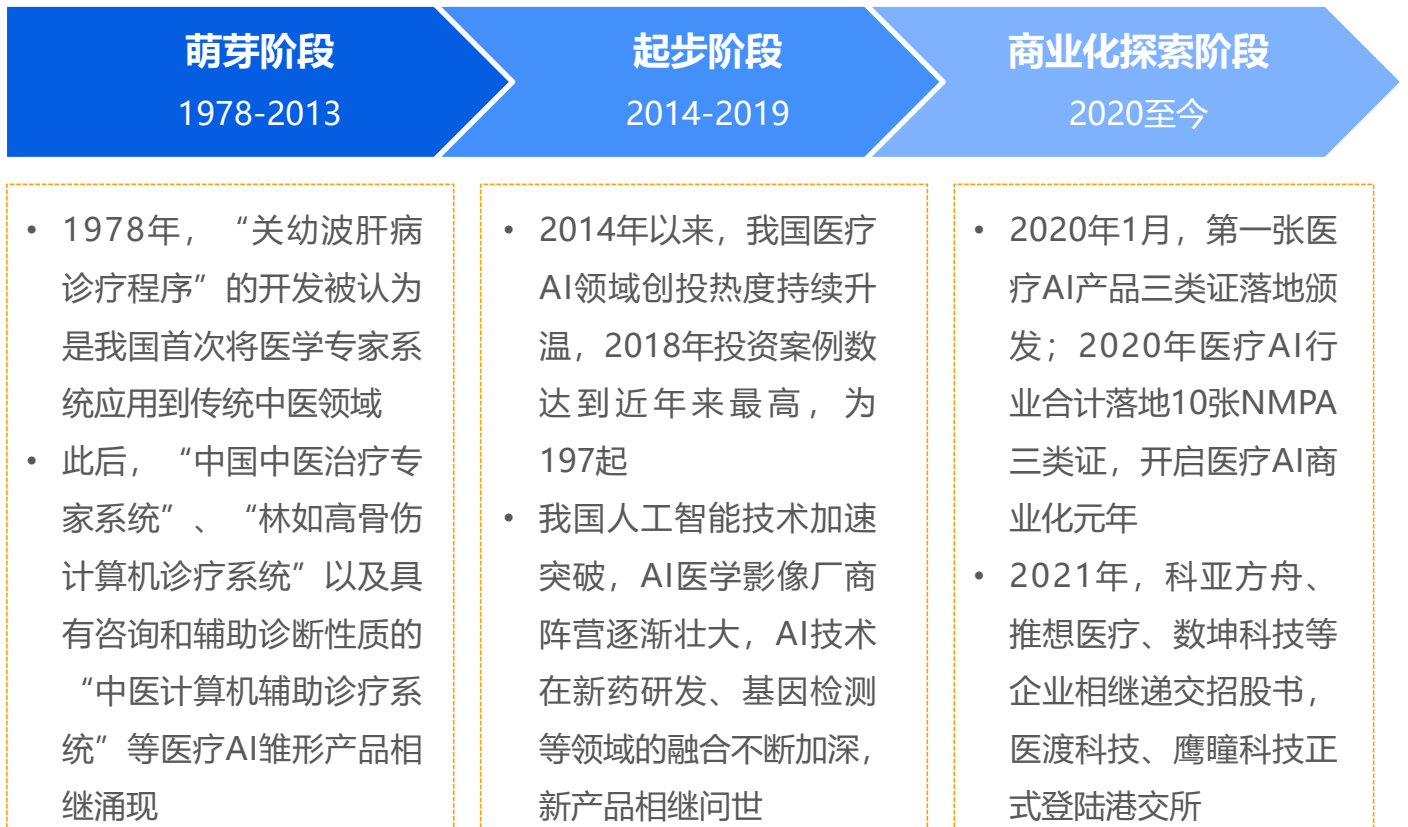 萌芽阶段
1978-2013
起步阶段
2014-2019
商业化探索阶段
2020至今
• 1978年，“关幼波肝病
诊疗程序”的开发被认为
是我国首次将医学专家系
统应用到传统中医领域
• 此后，“中国中医治疗专
家系统”、“林如高骨伤
计算机诊疗系统”以及具
有咨询和辅助诊断性质的
“中医计算机辅助诊疗系
统”等医疗AI雏形产品相
继涌现
• 2014年以来，我国医疗
AI领域创投热度持续升
温，2018年投资案例数
达到近年来最高，为
197起
• 我国人工智能技术加速
突破，AI医学影像厂商
阵营逐渐壮大，AI技术
在新药研发、基因检测
等领域的融合不断加深，
新产品相继问世
• 2020年1月，第一张医
疗AI产品三类证落地颁
发；2020年医疗AI行
业合计落地10张NMPA
三类证，开启医疗AI商
业化元年
• 2021年，科亚方舟、
推想医疗、数坤科技等
企业相继递交招股书，
医渡科技、鹰瞳科技正
式登陆港交所